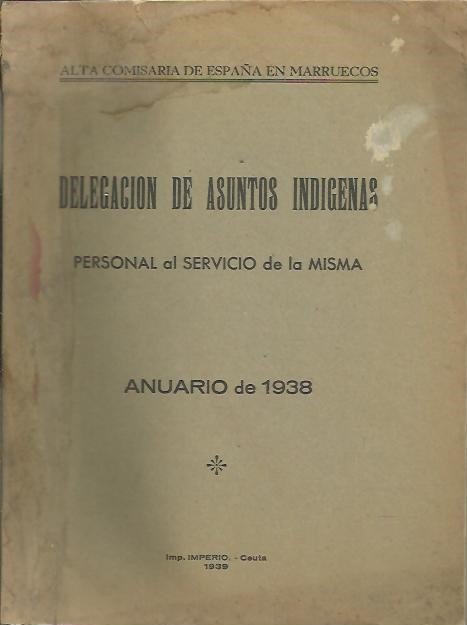 ALTA COMISARIA DE ESPAÑA EN MARRUECOS
DELEGACION DE ASUNTOS INDIGENAS
PERSONAL al SERVICIO de la MISMA
ANUARIO de 1938
Imp. IMPERIO. - Ceuta
1939